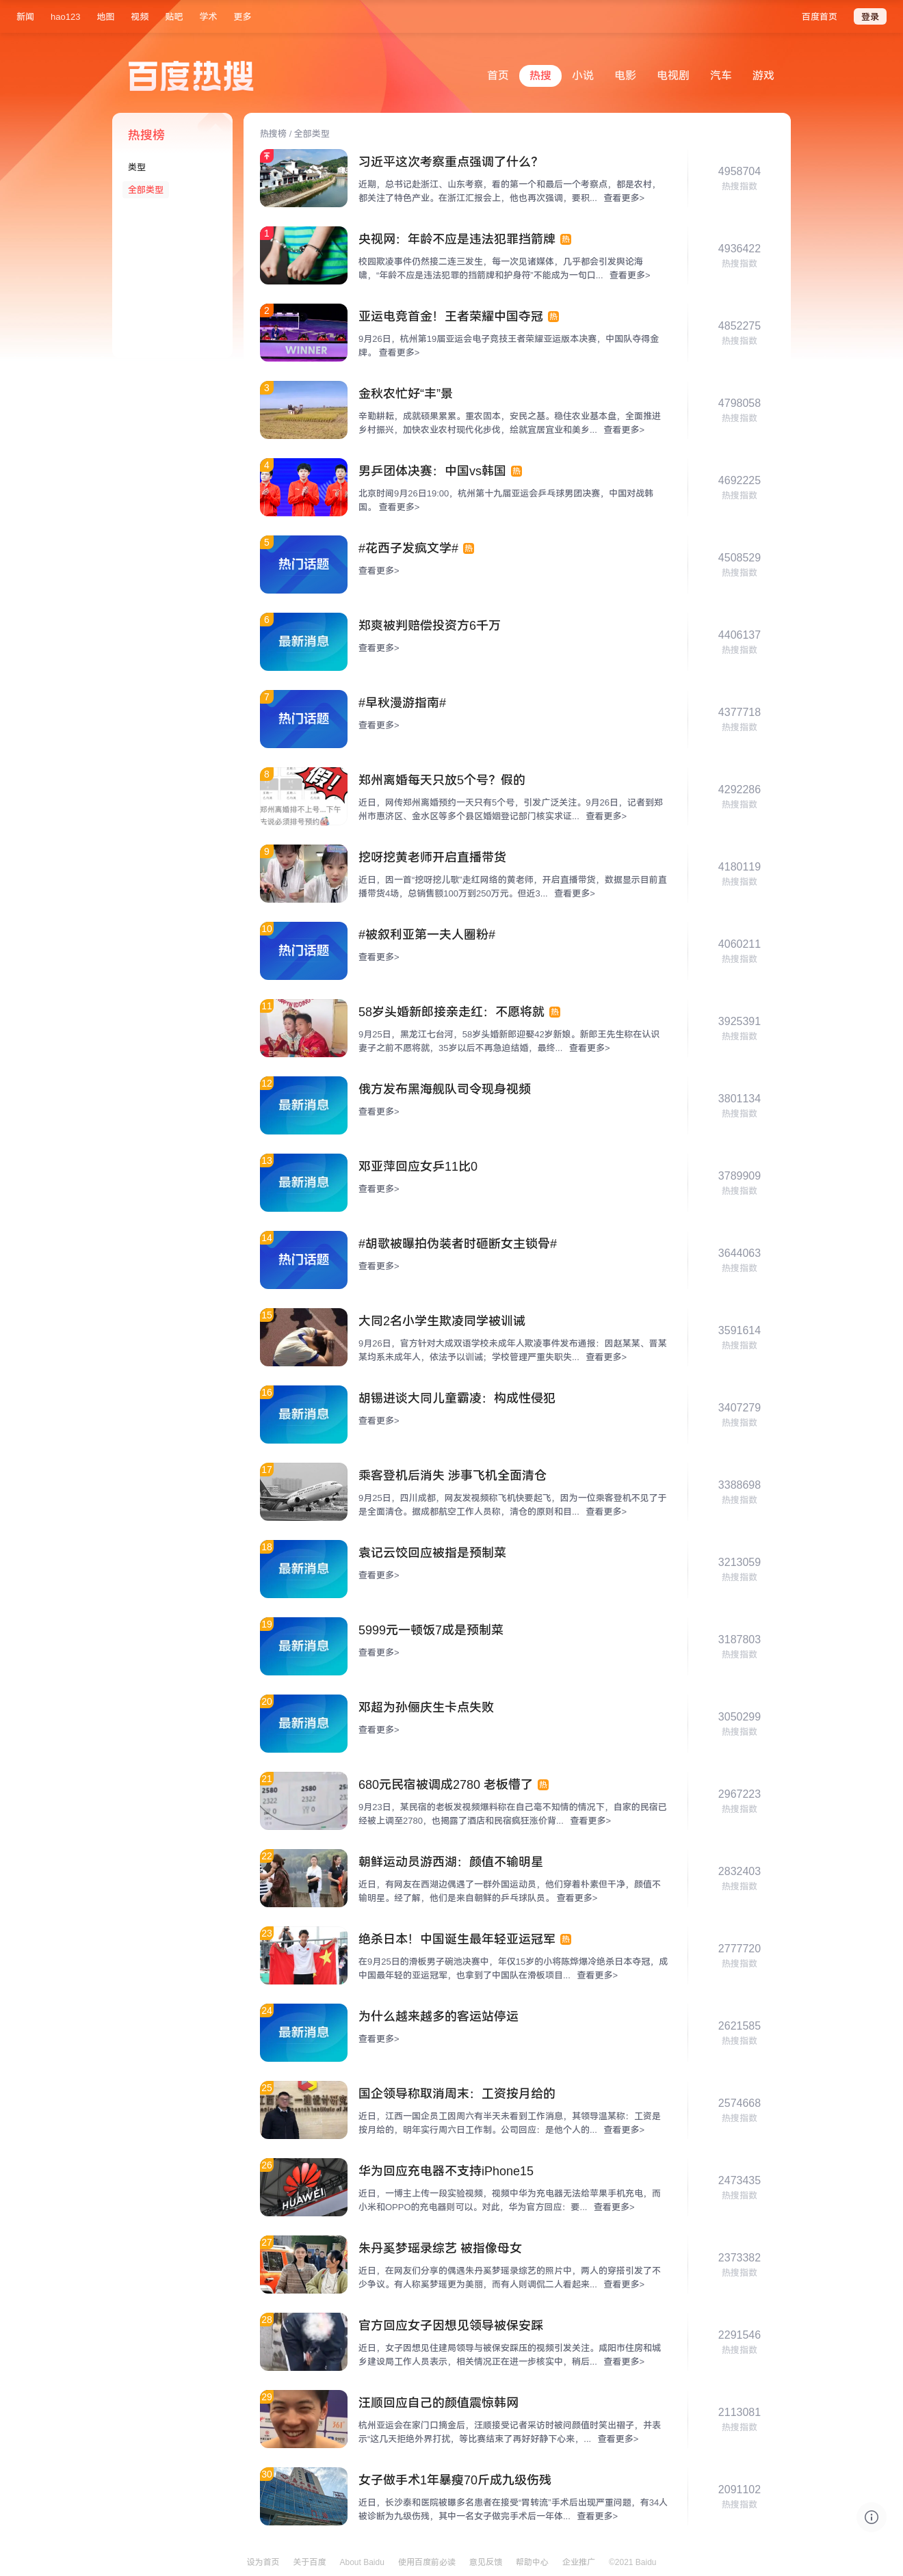 新闻 hao123 地图 视频 贴吧 学术 更多 百度首页 登录
百度热搜 首页 热搜 小说 电影 电视剧 汽车 游戏
热搜榜
类型
全部类型
热搜榜 / 全部类型
习近平这次考察重点强调了什么？
近期，总书记赴浙江、山东考察，看的第一个和最后一个考察点，都是农村，
都关注了特色产业。在浙江汇报会上，他也再次强调，要积... 查看更多>
4958704
热搜指数
1
央视网：年龄不应是违法犯罪挡箭牌 热
校园欺凌事件仍然接二连三发生，每一次见诸媒体，几乎都会引发舆论海
啸，“年龄不应是违法犯罪的挡箭牌和护身符”不能成为一句口... 查看更多>
4936422
热搜指数
2
WINNER
亚运电竞首金！王者荣耀中国夺冠 热
9月26日，杭州第19届亚运会电子竞技王者荣耀亚运版本决赛，中国队夺得金
牌。 查看更多>
4852275
热搜指数
3
金秋农忙好“丰”景
辛勤耕耘，成就硕果累累。重农固本，安民之基。稳住农业基本盘，全面推进
乡村振兴，加快农业农村现代化步伐，绘就宜居宜业和美乡... 查看更多>
4798058
热搜指数
4
男乒团体决赛：中国vs韩国 热
北京时间9月26日19:00，杭州第十九届亚运会乒乓球男团决赛，中国对战韩
国。 查看更多>
4692225
热搜指数
5
热门话题
#花西子发疯文学# 热
查看更多>
4508529
热搜指数
6
最新消息
郑爽被判赔偿投资方6千万
查看更多>
4406137
热搜指数
7
热门话题
#早秋漫游指南#
查看更多>
4377718
热搜指数
8
假!
郑州离婚排不上号...下午
去说必须排号预约
郑州离婚每天只放5个号？假的
近日，网传郑州离婚预约一天只有5个号，引发广泛关注。9月26日，记者到郑
州市惠济区、金水区等多个县区婚姻登记部门核实求证... 查看更多>
4292286
热搜指数
9
挖呀挖黄老师开启直播带货
近日，因一首“挖呀挖儿歌”走红网络的黄老师，开启直播带货，数据显示目前直
播带货4场，总销售额100万到250万元。但近3... 查看更多>
4180119
热搜指数
10
热门话题
#被叙利亚第一夫人圈粉#
查看更多>
4060211
热搜指数
11
58岁头婚新郎接亲走红：不愿将就 热
9月25日，黑龙江七台河，58岁头婚新郎迎娶42岁新娘。新郎王先生称在认识
妻子之前不愿将就，35岁以后不再急迫结婚，最终... 查看更多>
3925391
热搜指数
12
最新消息
俄方发布黑海舰队司令现身视频
查看更多>
3801134
热搜指数
13
最新消息
邓亚萍回应女乒11比0
查看更多>
3789909
热搜指数
14
热门话题
#胡歌被曝拍伪装者时砸断女主锁骨#
查看更多>
3644063
热搜指数
15
大同2名小学生欺凌同学被训诫
9月26日，官方针对大成双语学校未成年人欺凌事件发布通报：因赵某某、晋某
某均系未成年人，依法予以训诫；学校管理严重失职失... 查看更多>
3591614
热搜指数
16
最新消息
胡锡进谈大同儿童霸凌：构成性侵犯
查看更多>
3407279
热搜指数
17
乘客登机后消失 涉事飞机全面清仓
9月25日，四川成都，网友发视频称飞机快要起飞，因为一位乘客登机不见了于
是全面清仓。据成都航空工作人员称，清仓的原则和目... 查看更多>
3388698
热搜指数
18
最新消息
袁记云饺回应被指是预制菜
查看更多>
3213059
热搜指数
19
最新消息
5999元一顿饭7成是预制菜
查看更多>
3187803
热搜指数
20
最新消息
邓超为孙俪庆生卡点失败
查看更多>
3050299
热搜指数
21
2580 2580
2322 2322
0 0
680元民宿被调成2780 老板懵了 热
9月23日，某民宿的老板发视频爆料称在自己毫不知情的情况下，自家的民宿已
经被上调至2780，也揭露了酒店和民宿疯狂涨价背... 查看更多>
2967223
热搜指数
22
朝鲜运动员游西湖：颜值不输明星
近日，有网友在西湖边偶遇了一群外国运动员，他们穿着朴素但干净，颜值不
输明星。经了解，他们是来自朝鲜的乒乓球队员。 查看更多>
2832403
热搜指数
23
绝杀日本！中国诞生最年轻亚运冠军 热
在9月25日的滑板男子碗池决赛中，年仅15岁的小将陈烨爆冷绝杀日本夺冠，成
中国最年轻的亚运冠军，也拿到了中国队在滑板项目... 查看更多>
2777720
热搜指数
24
最新消息
为什么越来越多的客运站停运
查看更多>
2621585
热搜指数
25
国企领导称取消周末：工资按月给的
近日，江西一国企员工因周六有半天未看到工作消息，其领导温某称：工资是
按月给的，明年实行周六日工作制。公司回应：是他个人的... 查看更多>
2574668
热搜指数
26
HUAWEI
华为回应充电器不支持iPhone15
近日，一博主上传一段实验视频，视频中华为充电器无法给苹果手机充电，而
小米和OPPO的充电器则可以。对此，华为官方回应：要... 查看更多>
2473435
热搜指数
27
朱丹奚梦瑶录综艺 被指像母女
近日，在网友们分享的偶遇朱丹奚梦瑶录综艺的照片中，两人的穿搭引发了不
少争议。有人称奚梦瑶更为美丽，而有人则调侃二人看起来... 查看更多>
2373382
热搜指数
28
官方回应女子因想见领导被保安踩
近日，女子因想见住建局领导与被保安踩压的视频引发关注。咸阳市住房和城
乡建设局工作人员表示，相关情况正在进一步核实中，稍后... 查看更多>
2291546
热搜指数
29
汪顺回应自己的颜值震惊韩网
杭州亚运会在家门口摘金后，汪顺接受记者采访时被问颜值时笑出褶子，并表
示“这几天拒绝外界打扰，等比赛结束了再好好静下心来，... 查看更多>
2113081
热搜指数
30
女子做手术1年暴瘦70斤成九级伤残
近日，长沙泰和医院被曝多名患者在接受“胃转流”手术后出现严重问题，有34人
被诊断为九级伤残，其中一名女子做完手术后一年体... 查看更多>
2091102
热搜指数
设为首页 关于百度 About Baidu 使用百度前必读 意见反馈 帮助中心 企业推广 ©2021 Baidu